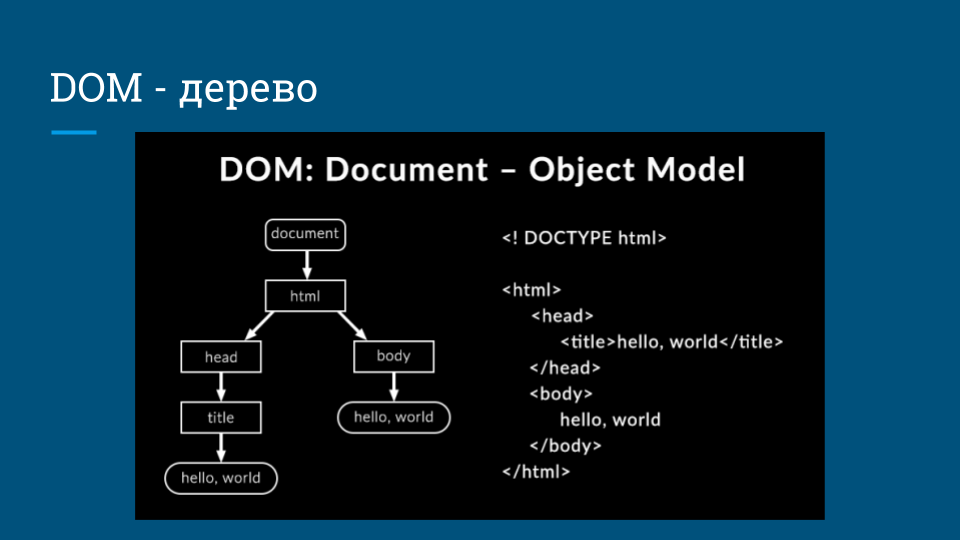 DOM - дерево
DOM: Document – Object Model
document
html
head
body
title
hello, world
hello, world
<! DOCTYPE html>
<html>
<head>
<title>hello, world</title>
</head>
<body>
hello, world
</body>
</html>